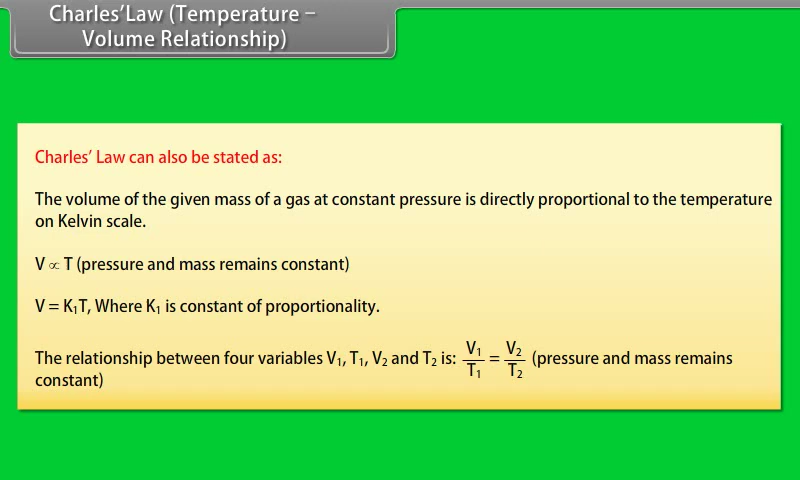 Charles'Law (Temperature –
Volume Relationship)
Charles' Law can also be stated as:
The volume of the given mass of a gas at constant pressure is directly proportional to the temperature
on Kelvin scale.
V ∝ T (pressure and mass remains constant)
V = K₁T, Where K₁ is constant of proportionality.
The relationship between four variables V₁, T₁, V₂ and T₂ is: V₁/T₁ = V₂/T₂ (pressure and mass remains
constant)